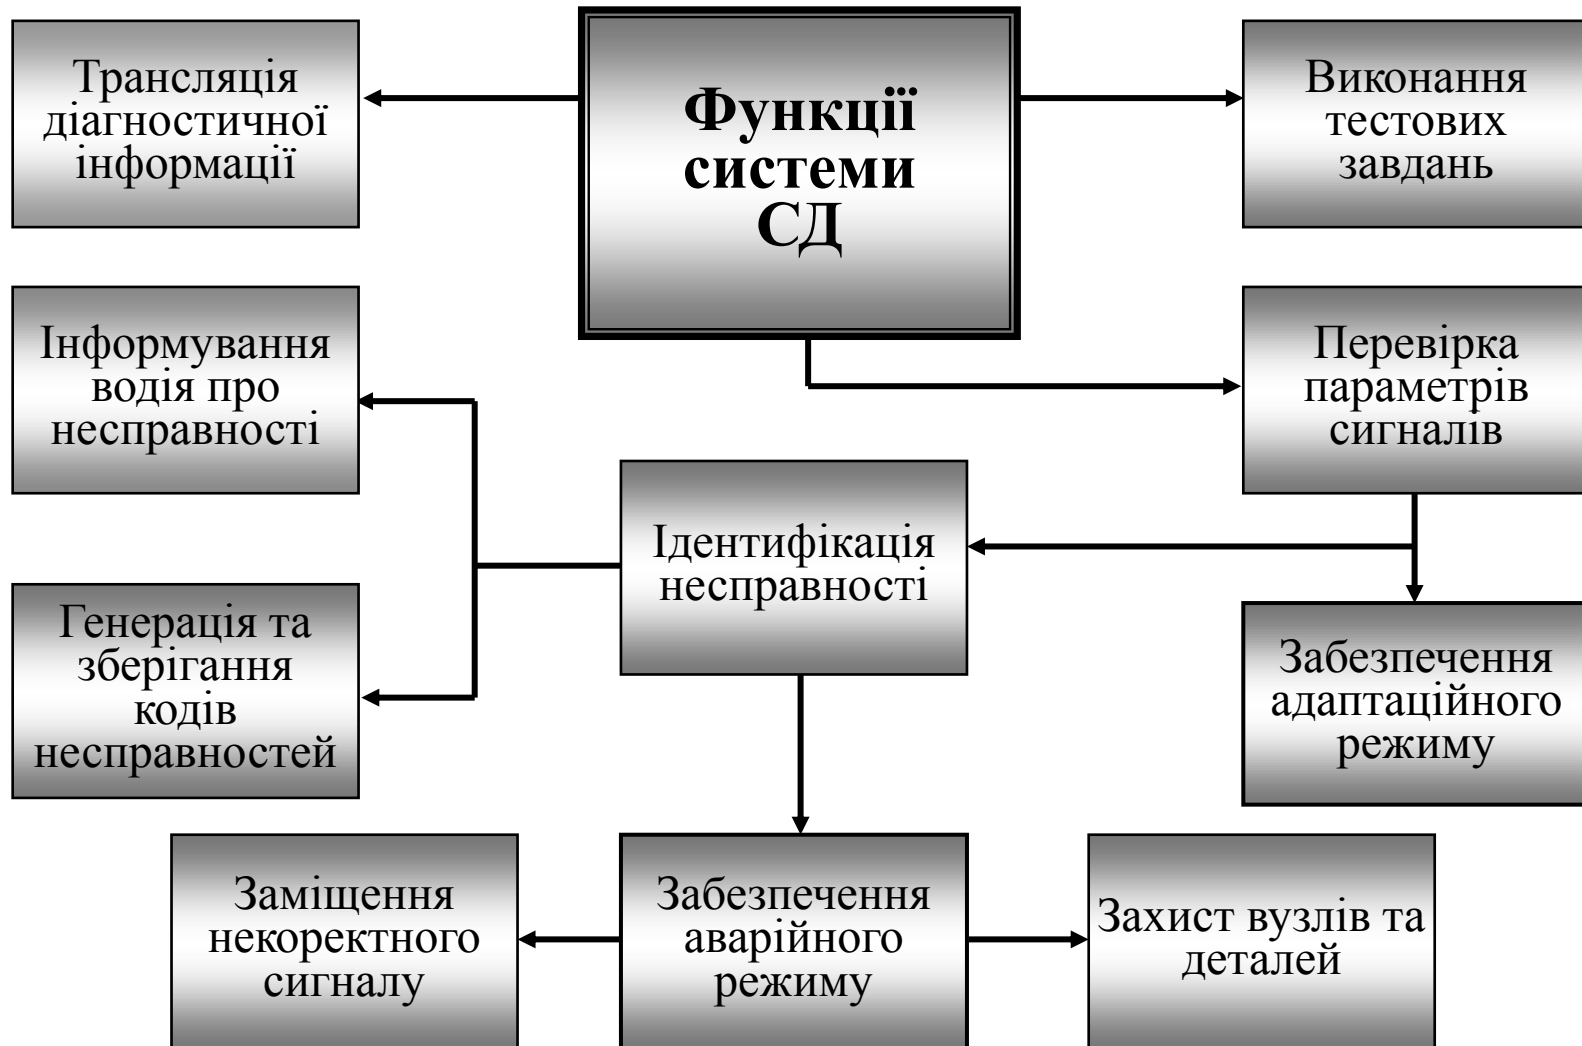 Трансляція
діагностичної
інформації
Функції
системи
СД
Виконання
тестових
завдань
Інформування
водія про
несправності
Перевірка
параметрів
сигналів
Ідентифікація
несправності
Генерація та
зберігання
кодів
несправностей
Забезпечення
адаптаційного
режиму
Заміщення
некоректного
сигналу
Забезпечення
аварійного
режиму
Захист вузлів та
деталей